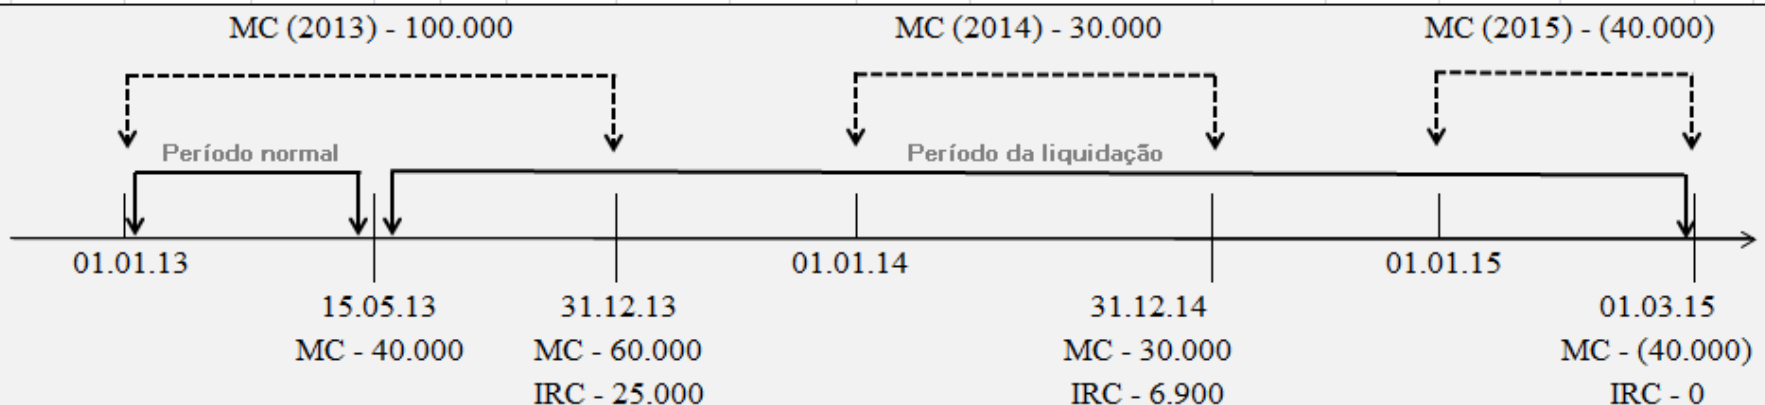 MC (2013) - 100.000 MC (2014) - 30.000 MC (2015) - (40.000)
Período normal Período da liquidação
01.01.13 01.01.14 01.01.15
15.05.13 31.12.13 31.12.14 01.03.15
MC - 40.000 MC - 60.000 MC - 30.000 MC - (40.000)
IRC - 25.000 IRC - 6.900 IRC - 0